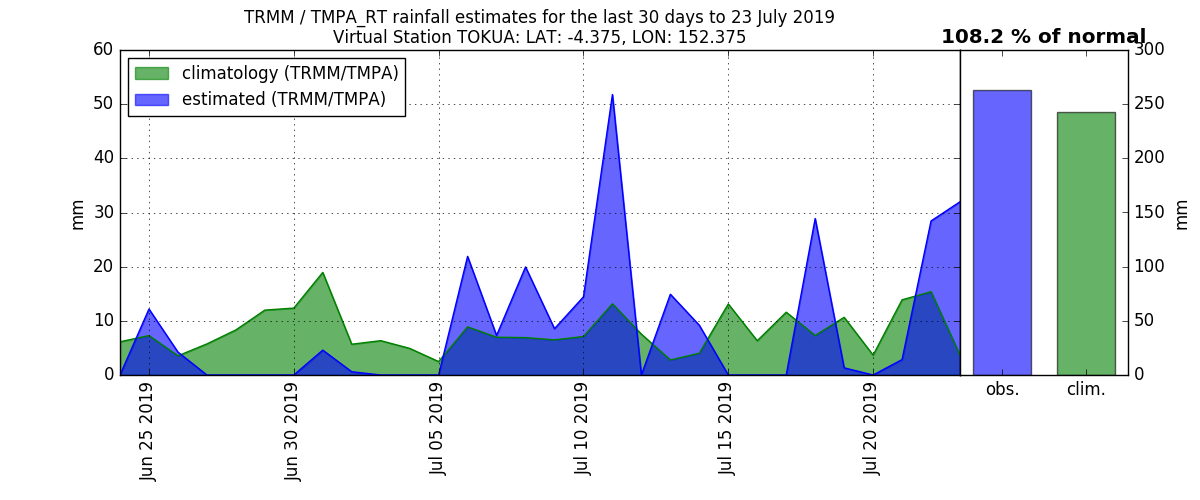 TRMM / TMPA_RT rainfall estimates for the last 30 days to 23 July 2019
Virtual Station TOKUA: LAT: -4.375, LON: 152.375
108.2 % of normal
climatology (TRMM/TMPA)
estimated (TRMM/TMPA)
60
50
40
30
20
10
0
mm
300
250
200
150
100
50
0
mm
Jun 25 2019
Jun 30 2019
Jul 05 2019
Jul 10 2019
Jul 15 2019
Jul 20 2019
obs.
clim.